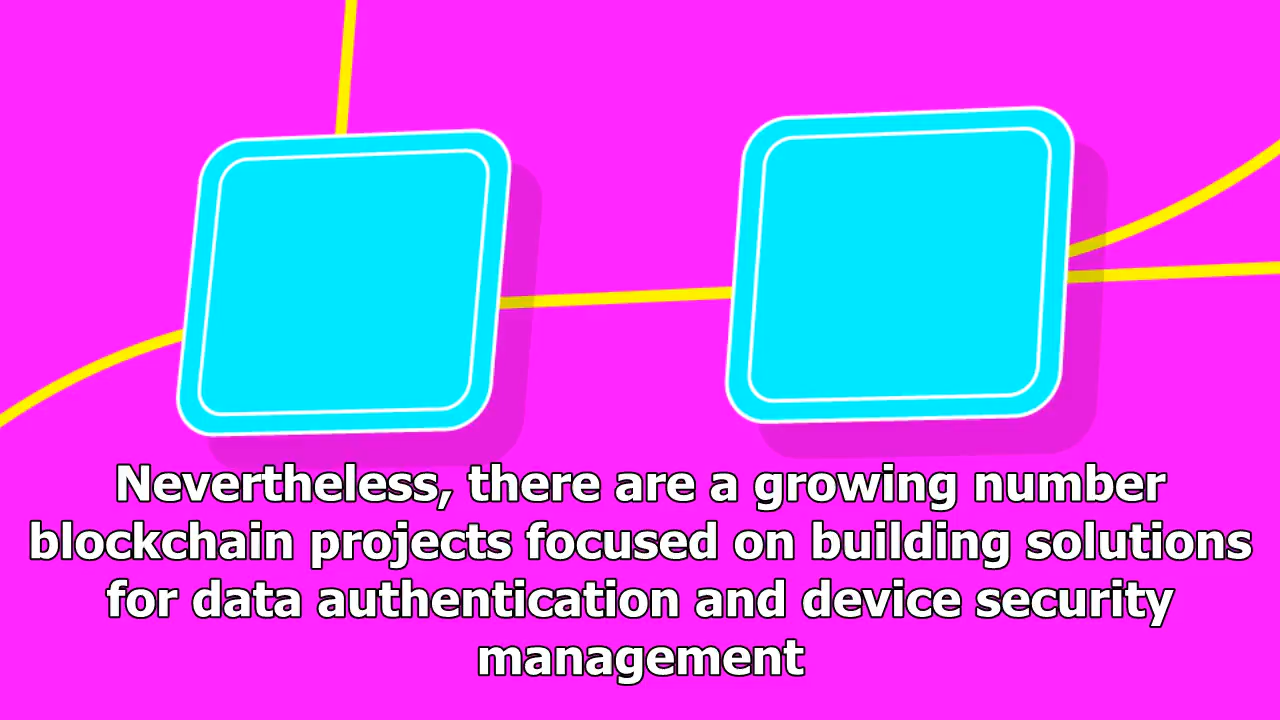 Nevertheless, there are a growing number
blockchain projects focused on building solutions
for data authentication and device security
management